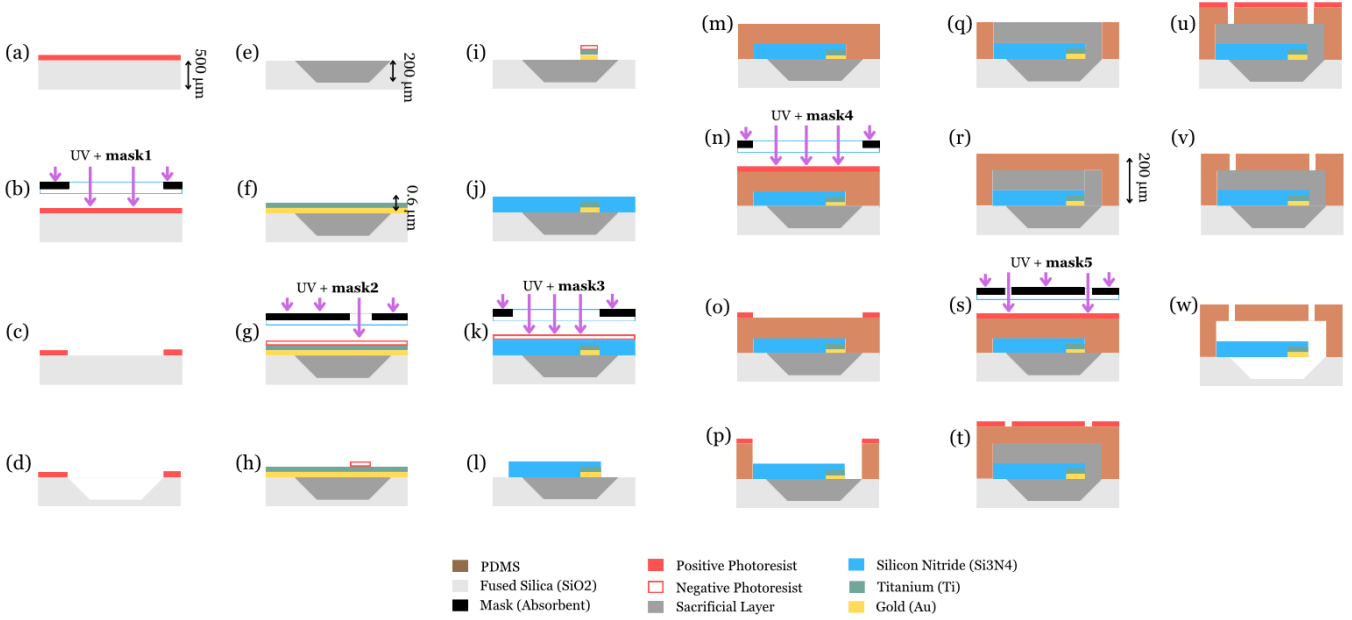 (a)
500 μm
(b)
UV + mask1
(c)
(d)
(e)
200 μm
(f)
0.6 μm
(g)
UV + mask2
(h)
(i)
(j)
(k)
UV + mask3
(l)
(m)
(n)
UV + mask4
(o)
(p)
(q)
(r)
200 μm
(s)
UV + mask5
(t)
(u)
(v)
(w)
PDMS
Fused Silica (SiO2)
Mask (Absorbent)
Positive Photoresist
Negative Photoresist
Sacrificial Layer
Silicon Nitride (Si3N4)
Titanium (Ti)
Gold (Au)